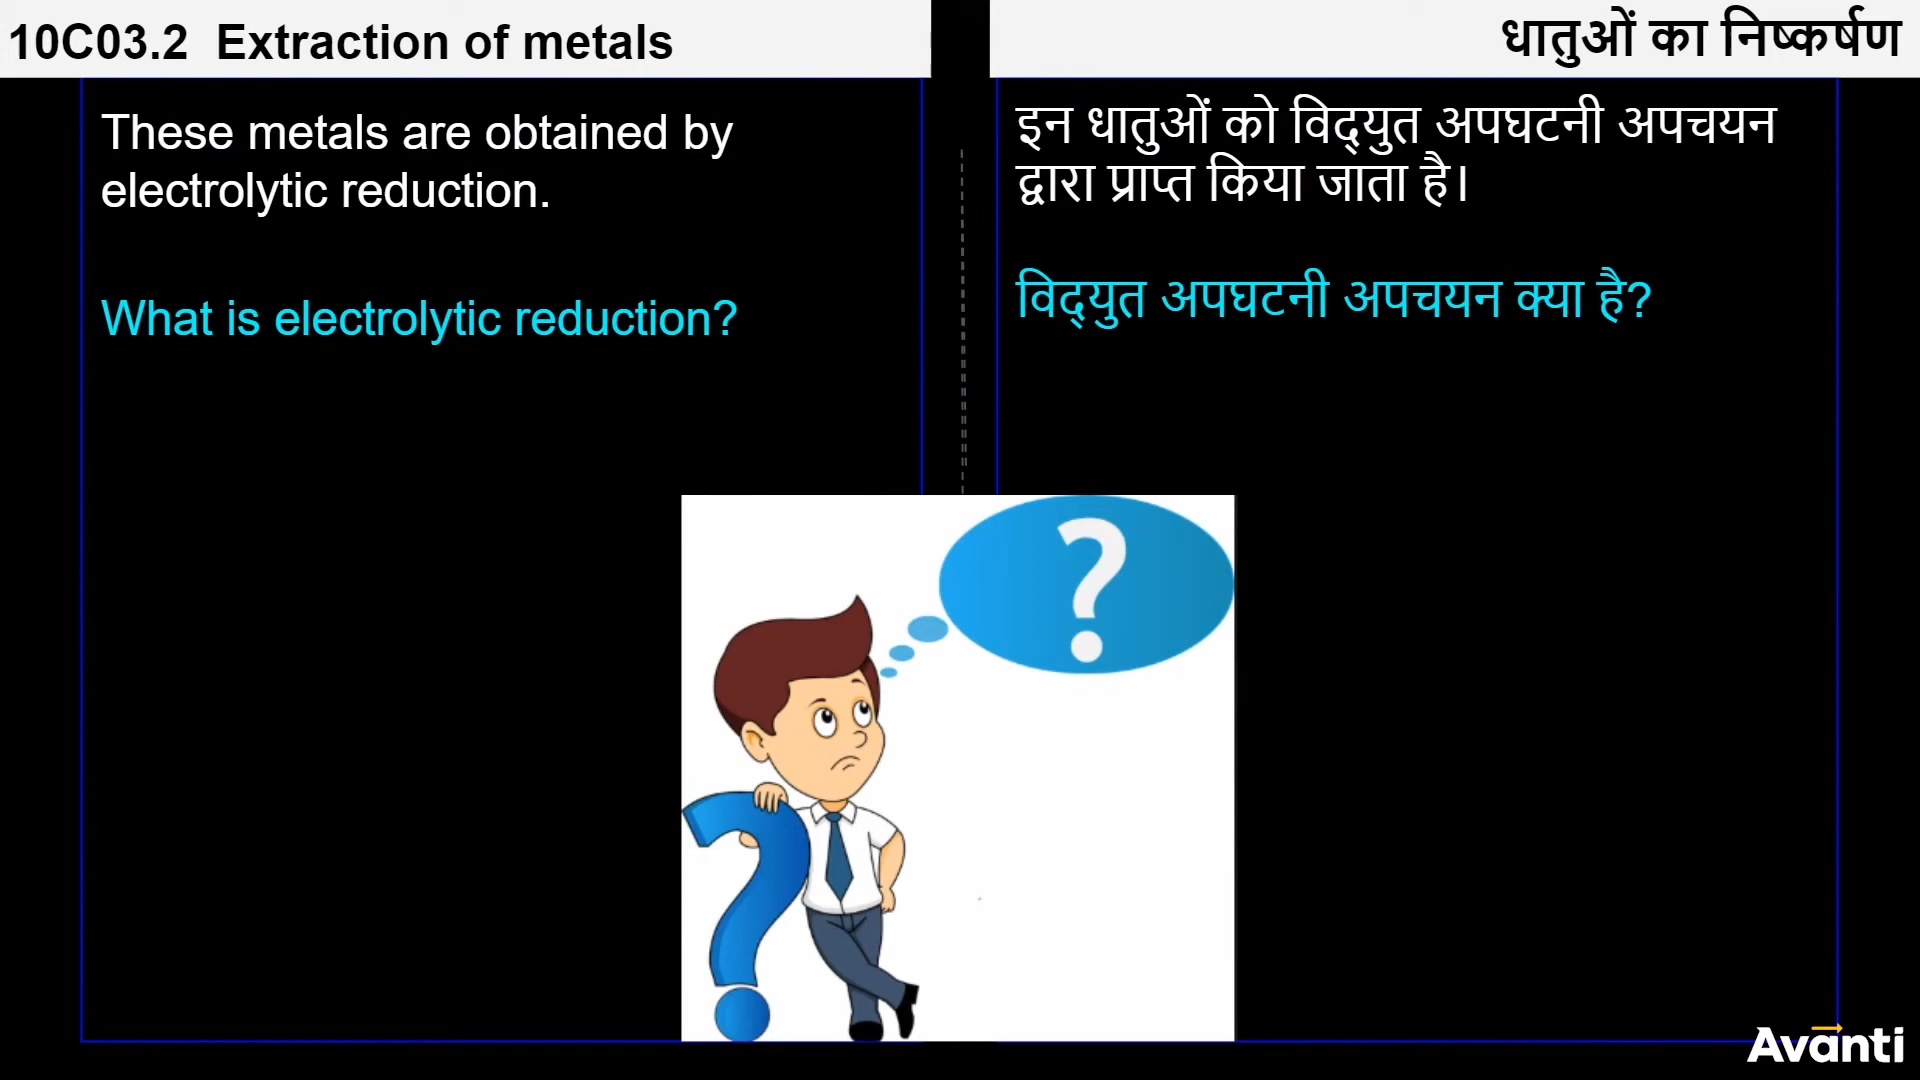 10C03.2 Extraction of metals
धातुओं का निष्कर्षण
These metals are obtained by
electrolytic reduction.
What is electrolytic reduction?
इन धातुओं को विद्युत अपघटनी अपचयन
द्वारा प्राप्त किया जाता है।
विद्युत अपघटनी अपचयन क्या है?
?
?
Avanti